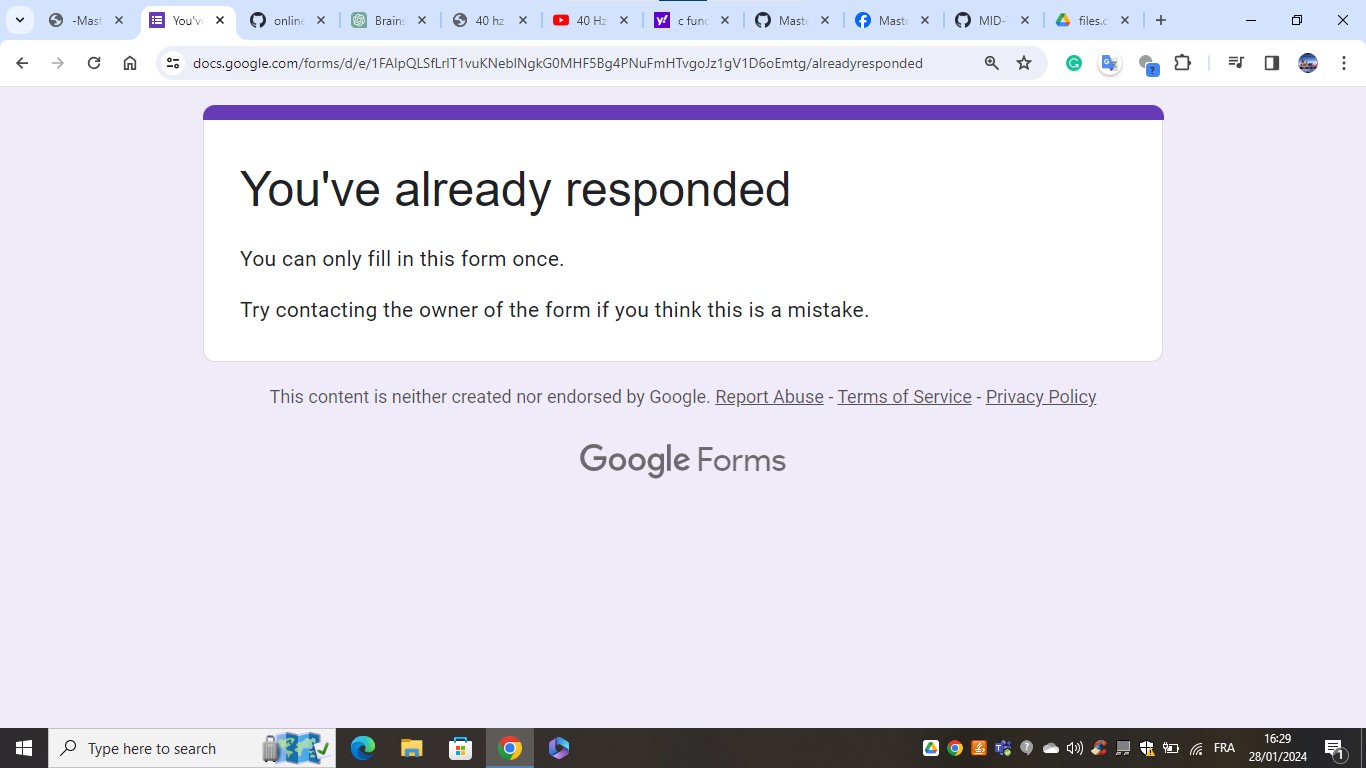 -Mast
You'v
online
Brain
40 hz
40 Hz
c func
Maste
Maste
MID-
files.c
docs.google.com/forms/d/e/1FAIpQLSfLrlT1vuKNeblNgkG0MHF5Bg4PNuFmHTvgoJz1gV1D6oEmtg/alreadyresponded
You've already responded
You can only fill in this form once.
Try contacting the owner of the form if you think this is a mistake.
This content is neither created nor endorsed by Google. Report Abuse - Terms of Service - Privacy Policy
Google Forms
Type here to search
FRA
16:29
28/01/2024
1